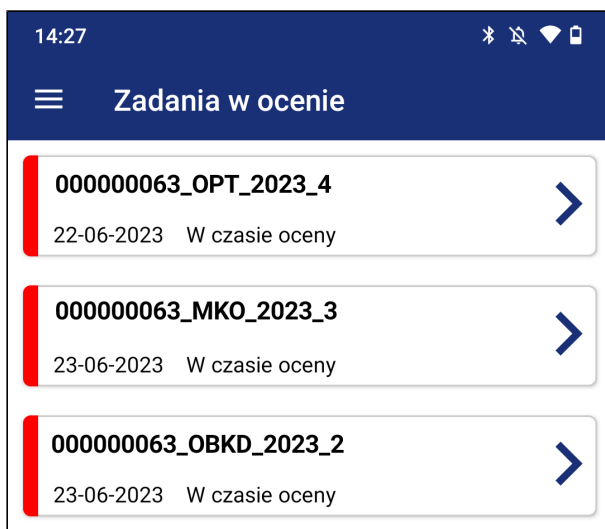 14:27
Zadania w ocenie
000000063_OPT_2023_4
22-06-2023 W czasie oceny
000000063_MKO_2023_3
23-06-2023 W czasie oceny
000000063_OBKD_2023_2
23-06-2023 W czasie oceny